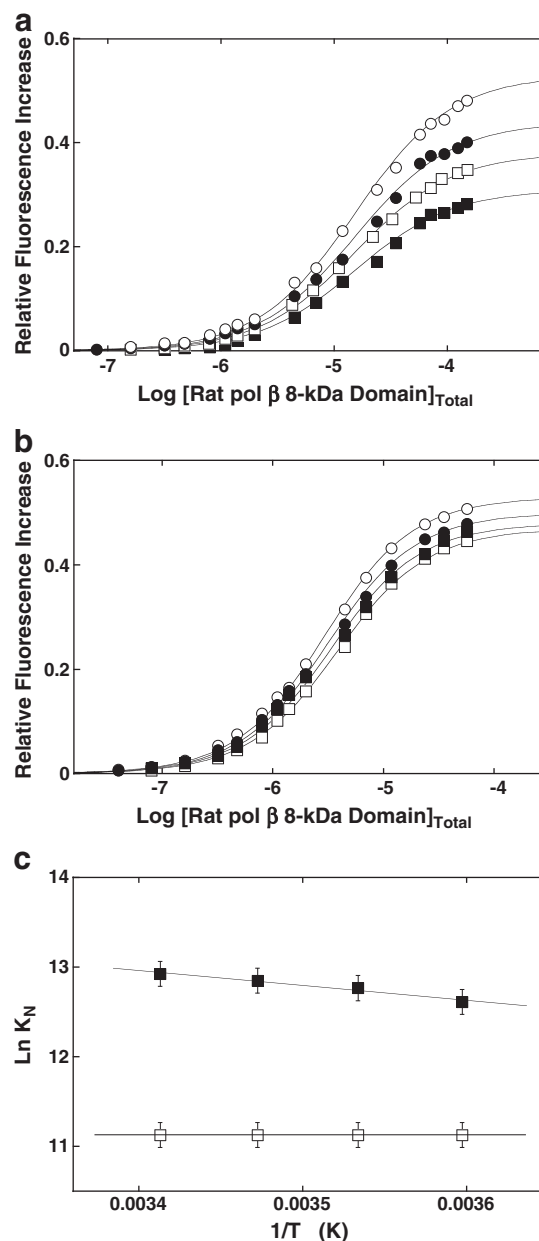 a
Relative Fluorescence Increase
0.6
0.4
0.2
0
-7
-6
-5
-4
Log [Rat pol β 8-kDa Domain]Total
b
Relative Fluorescence Increase
0.6
0.4
0.2
0
-7
-6
-5
-4
Log [Rat pol β 8-kDa Domain]Total
c
Ln KN
14
13
12
11
0.0034
0.0035
0.0036
1/T (K)